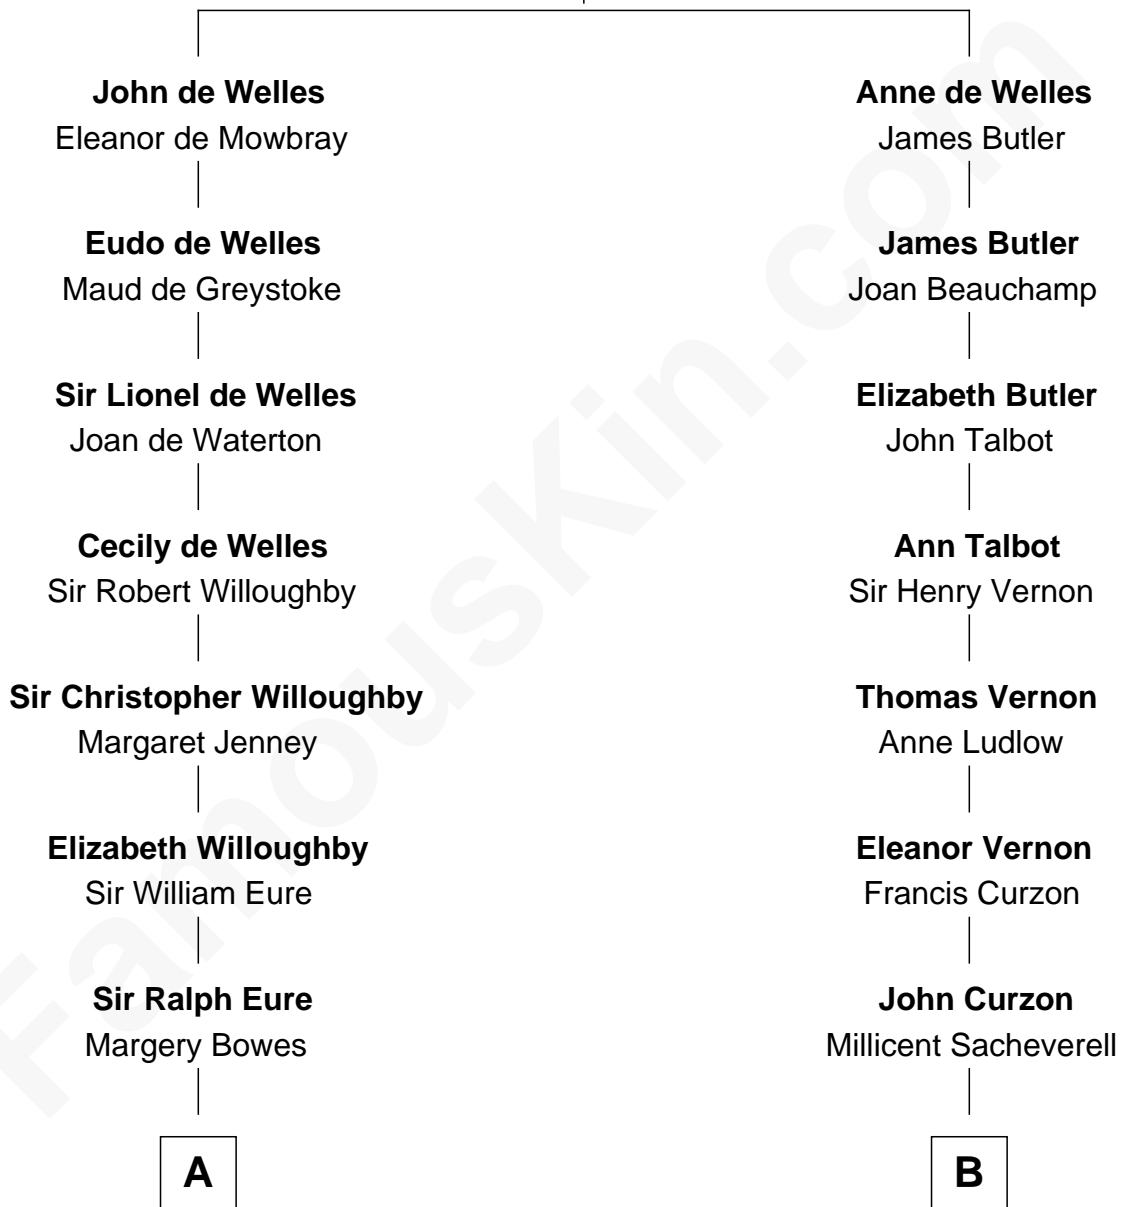 John de Welles
Eleanor de Mowbray
Eudo de Welles
Maud de Greystoke
Sir Lionel de Welles
Joan de Waterton
Cecily de Welles
Sir Robert Willoughby
Sir Christopher Willoughby
Margaret Jenney
Elizabeth Willoughby
Sir William Eure
Sir Ralph Eure
Margery Bowes
A
Anne de Welles
James Butler
James Butler
Joan Beauchamp
Elizabeth Butler
John Talbot
Ann Talbot
Sir Henry Vernon
Thomas Vernon
Anne Ludlow
Eleanor Vernon
Francis Curzon
John Curzon
Millicent Sacheverell
B
FamousKin.com